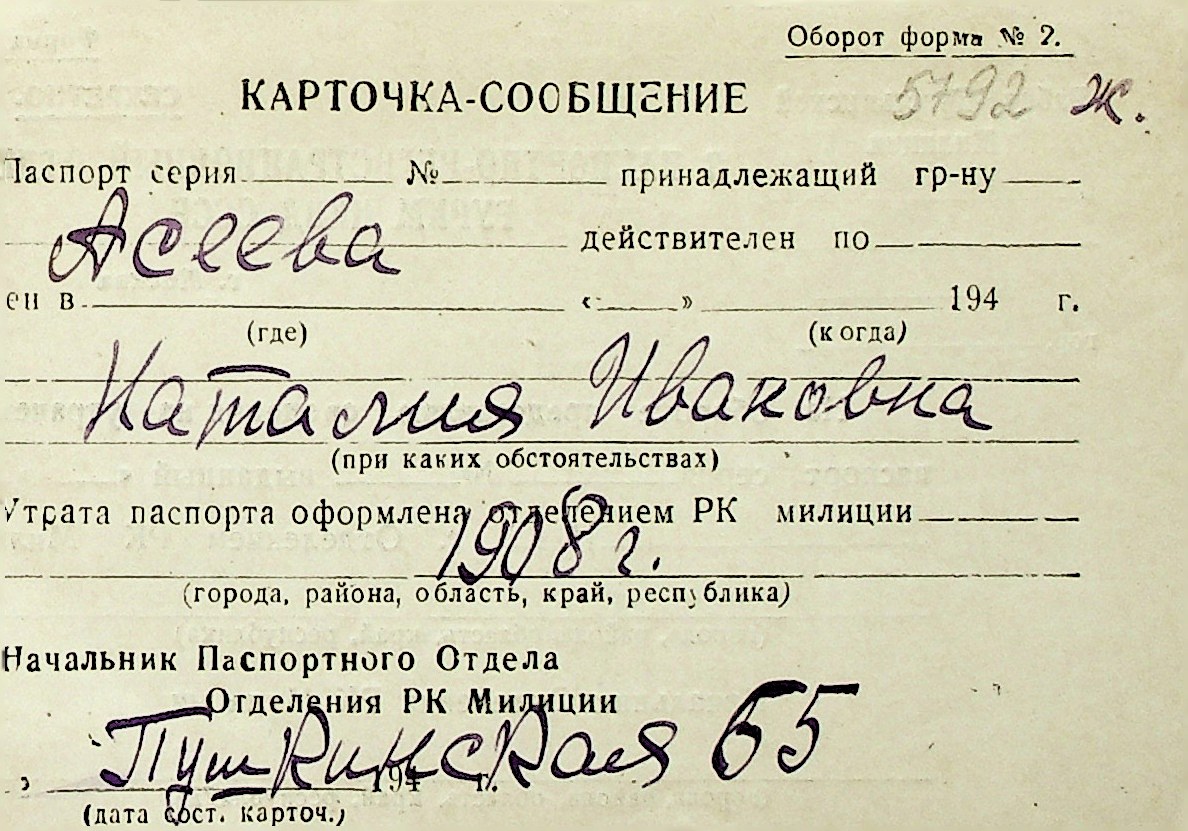 Оборот форма № 2.
КАРТОЧКА-СООБЩЕНИЕ 5792 ж.
Паспорт серия № принадлежащий гр-ну
Асеева действителен по
ен в « » 194 г.
(где) (когда)
Наталия Ивановна
(при каких обстоятельствах)
Утрата паспорта оформлена отделением РК милиции
1908 г.
(города, района, область, край, республика)
Начальник Паспортного Отдела
Отделения РК Милиции
Пушкинская 65
194 г.
(дата сост. карточ.)